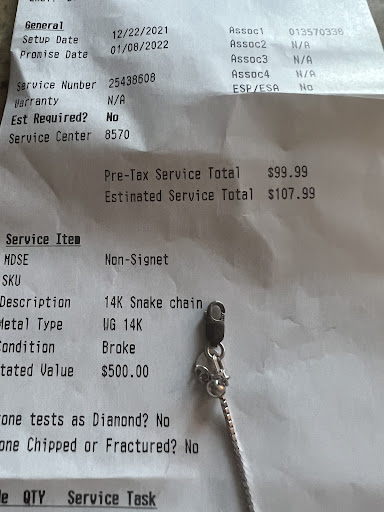 General
Setup Date 12/22/2021 Assoc1 013570338
Promise Date 01/08/2022 Assoc2 N/A
Assoc3 N/A
Assoc4 N/A
Service Number 25438608 ESP/ESA No
Warranty N/A
Est Required? No
Service Center 8570
Pre-Tax Service Total $99.99
Estimated Service Total $107.99
Service Item
MDSE Non-Signet
SKU
Description 14K Snake chain
Metal Type WG 14K
Condition Broke
tated Value $500.00
one tests as Diamond? No
one Chipped or Fractured? No
QTY Service Task